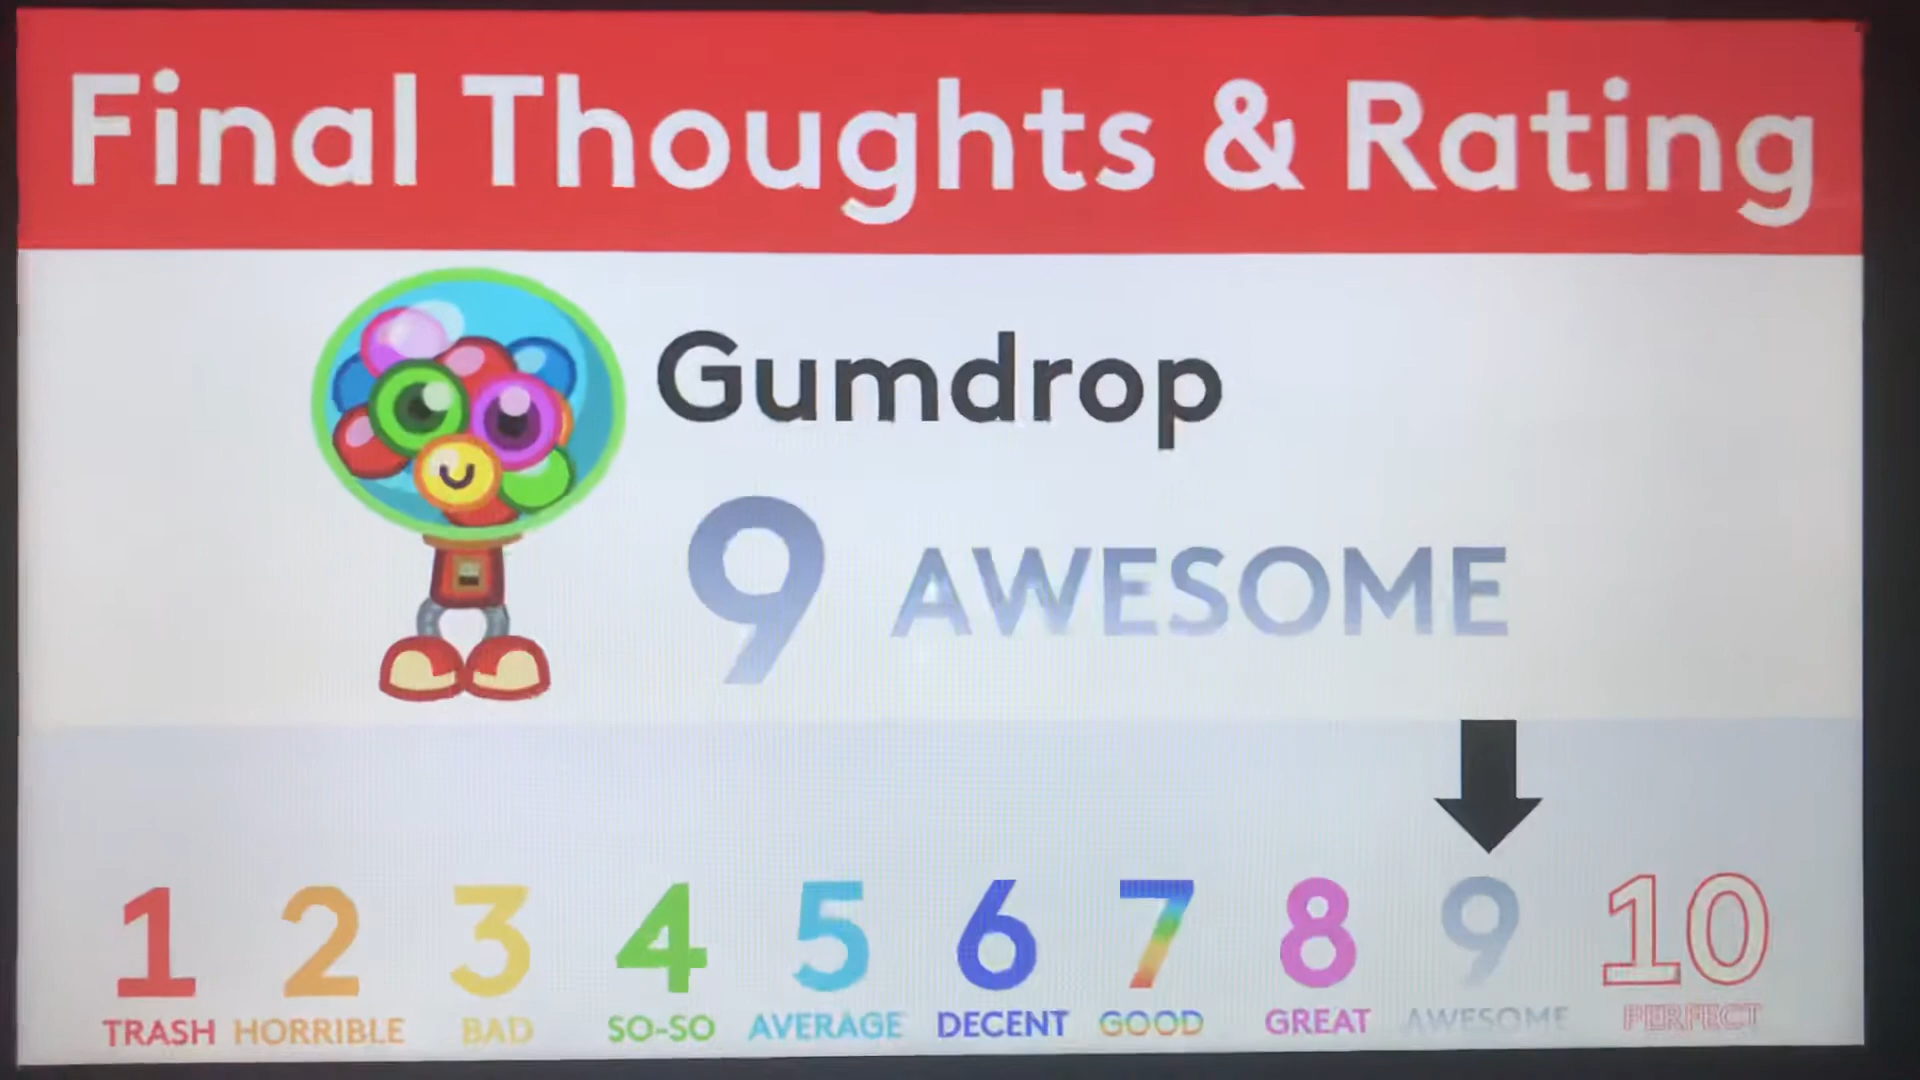 Final Thoughts & Rating
Gumdrop
9 AWESOME
1 2 3 4 5 6 7 8 9 10
TRASH HORRIBLE BAD SO-SO AVERAGE DECENT GOOD GREAT AWESOME PERFECT